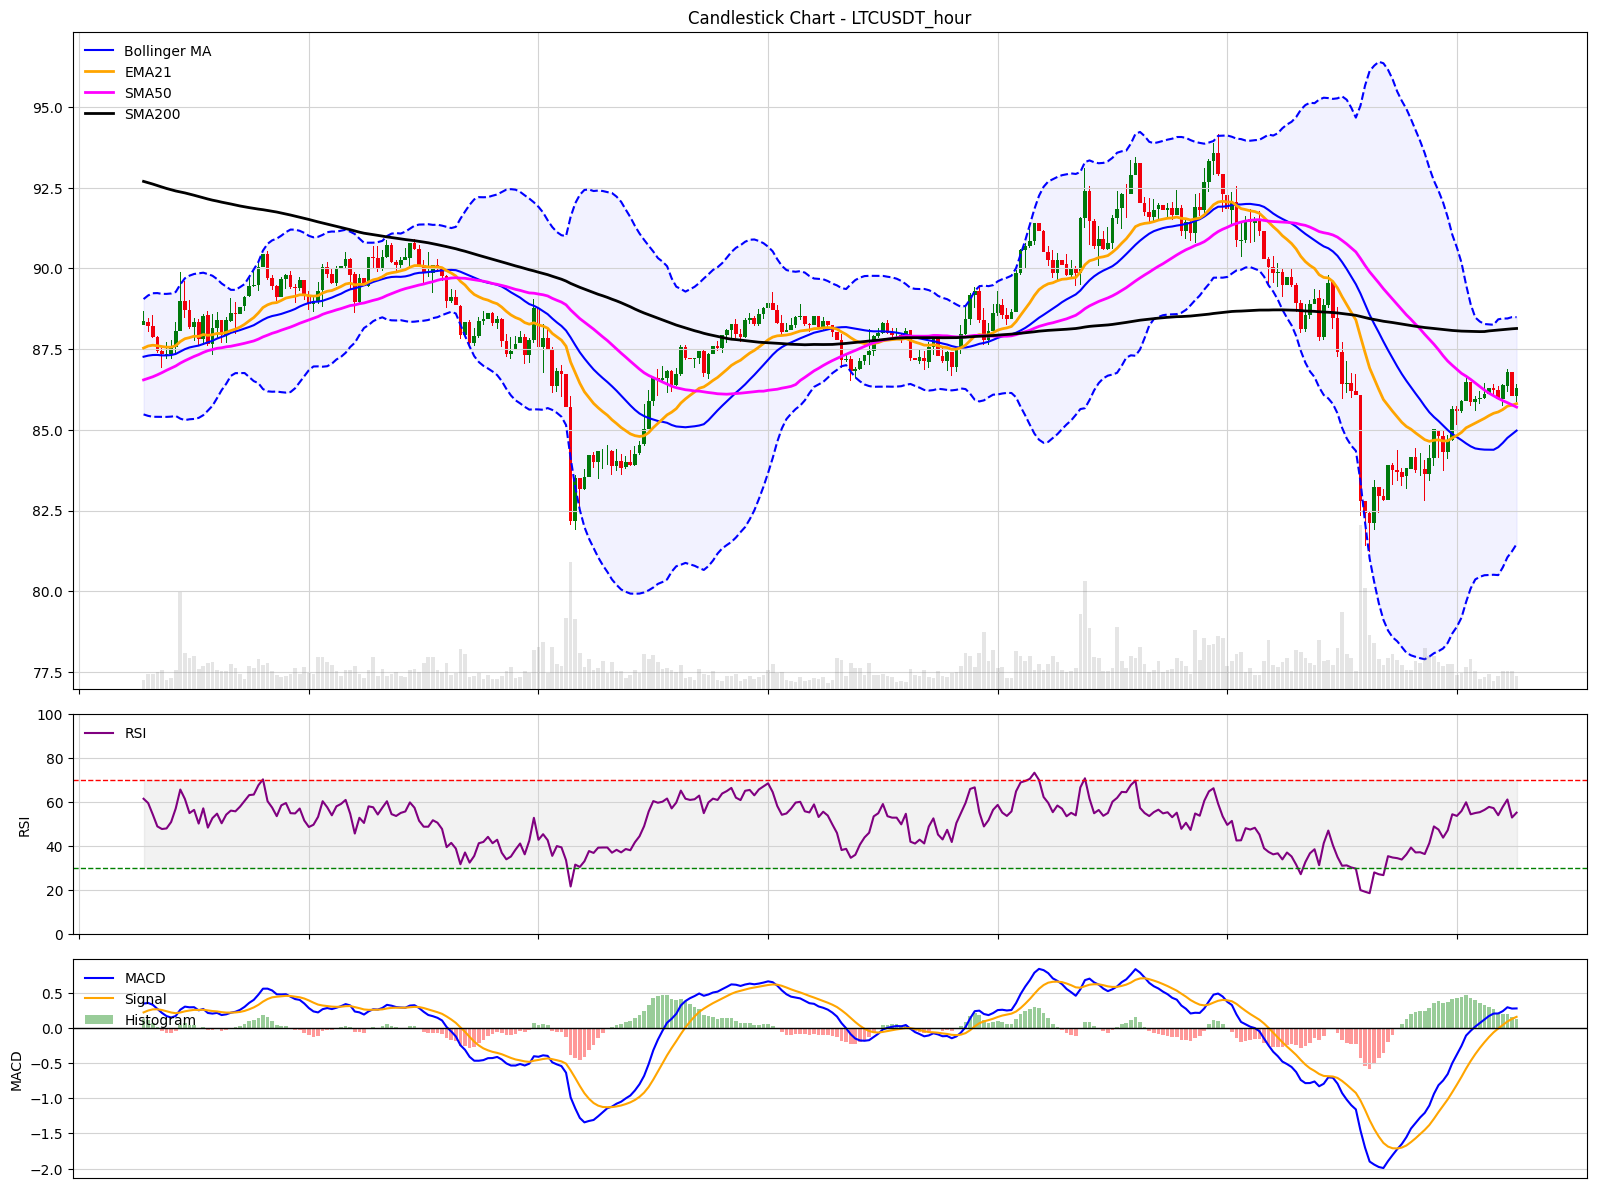 Candlestick Chart - LTCUSDT_hour
Bollinger MA
EMA21
SMA50
SMA200
95.0
92.5
90.0
87.5
85.0
82.5
80.0
77.5
100
RSI
80
60
RSI
40
20
0
MACD
0.5
Signal
Histogram
0.0
MACD
−0.5
−1.0
−1.5
−2.0